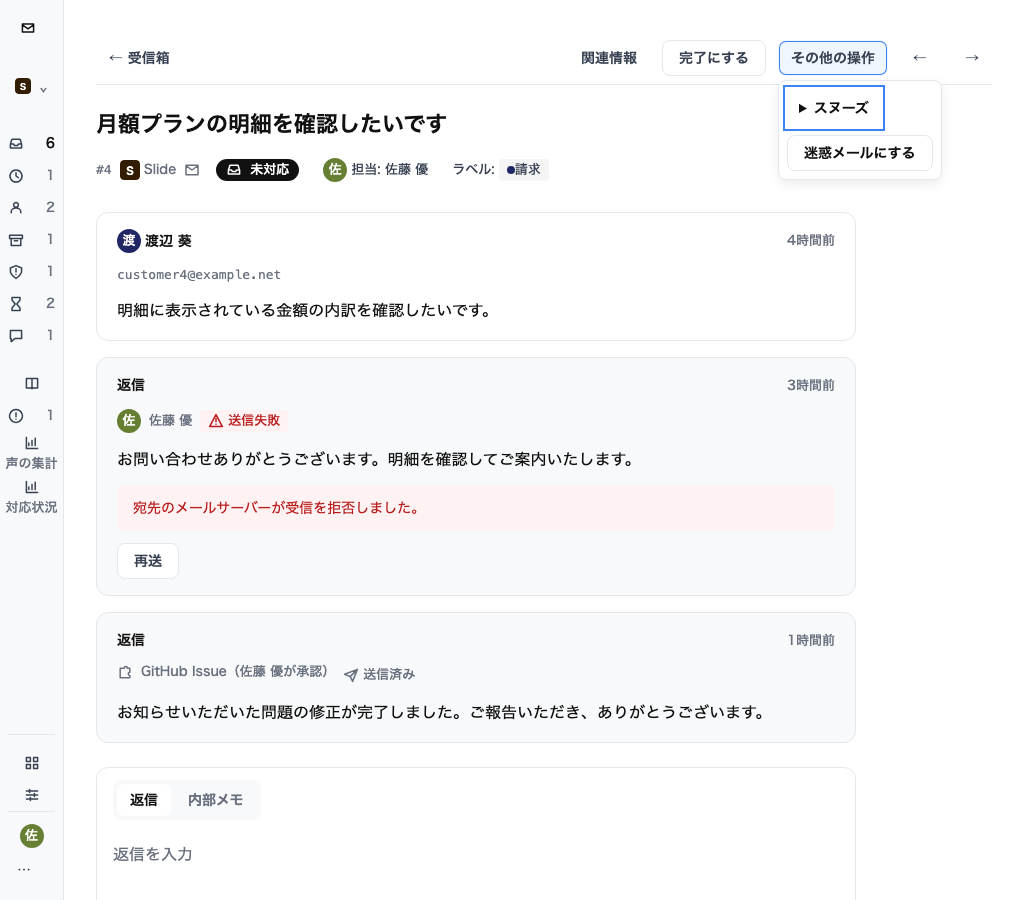 ← 受信箱
関連情報
完了にする
その他の操作
← →
▶ スヌーズ
迷惑メールにする
月額プランの明細を確認したいです
#4 S Slide 未対応 佐 担当: 佐藤 優 ラベル: 請求
渡 渡辺 葵 4時間前
customer4@example.net
明細に表示されている金額の内訳を確認したいです。
返信 3時間前
佐 佐藤 優 送信失敗
お問い合わせありがとうございます。明細を確認してご案内いたします。
宛先のメールサーバーが受信を拒否しました。
再送
返信 1時間前
GitHub Issue（佐藤 優が承認） 送信済み
お知らせいただいた問題の修正が完了しました。ご報告いただき、ありがとうございます。
返信 内部メモ
返信を入力
S
6
1
2
1
1
2
1
1
声の集計
対応状況
佐
…